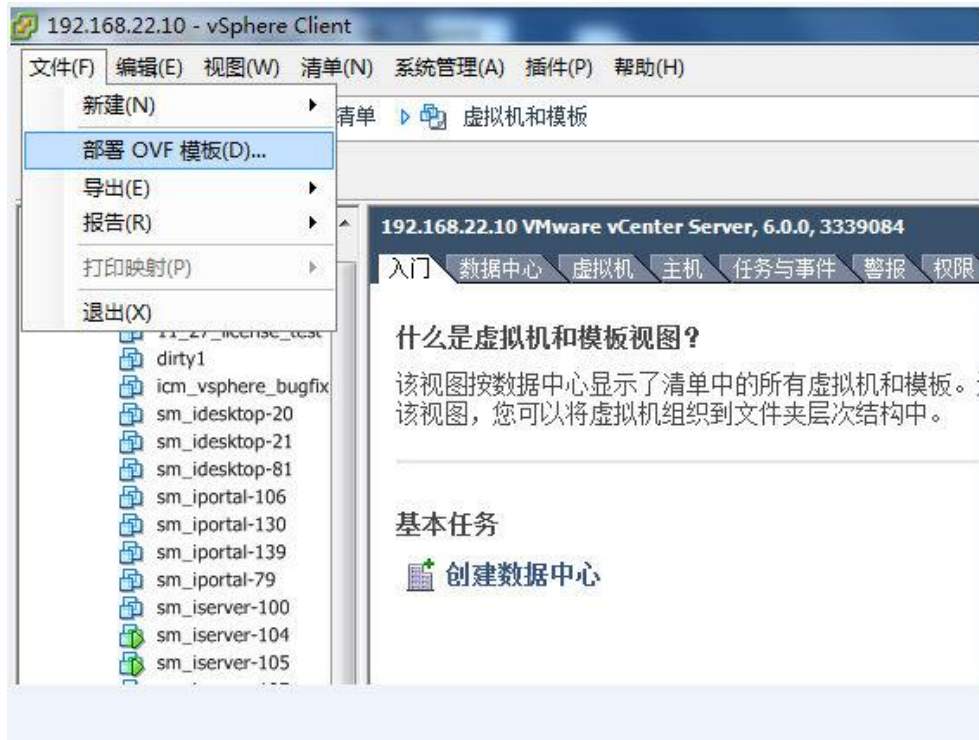 192.168.22.10 - vSphere Client
文件(F) 编辑(E) 视图(W) 清单(N) 系统管理(A) 插件(P) 帮助(H)
新建(N)
清单 虚拟机和模板
部署 OVF 模板(D)...
导出(E)
报告(R)
打印映射(P)
退出(X)
192.168.22.10 VMware vCenter Server, 6.0.0, 3339084
入门 数据中心 虚拟机 主机 任务与事件 警报 权限
11_27_license_test
dirty1
icm_vsphere_bugfix
sm_idesktop-20
sm_idesktop-21
sm_idesktop-81
sm_iportal-106
sm_iportal-130
sm_iportal-139
sm_iportal-79
sm_iserver-100
sm_iserver-104
sm_iserver-105
什么是虚拟机和模板视图?
该视图按数据中心显示了清单中的所有虚拟机和模板。
该视图，您可以将虚拟机组织到文件夹层次结构中。
基本任务
创建数据中心